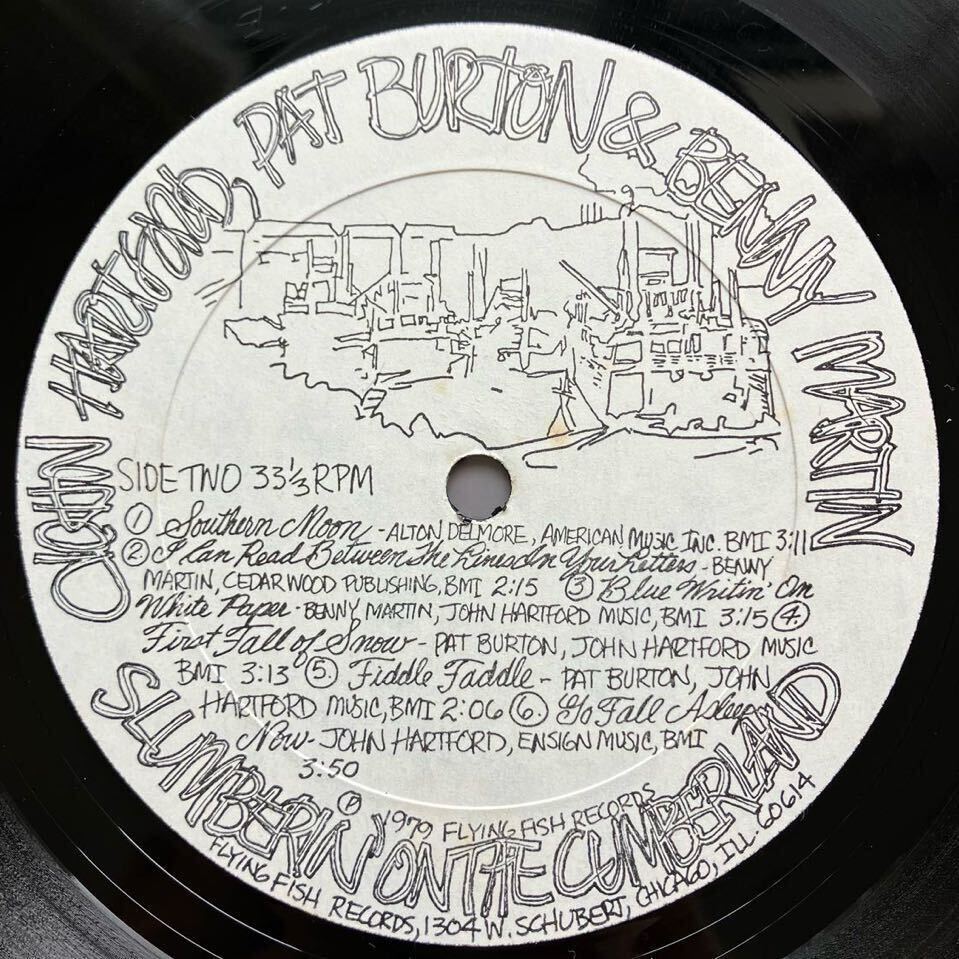 JOHN HARTFORD, PAT BURTON & BENNY MARTIN
SIDE TWO 33 1/3 RPM
① Southern Moon - ALTON DELMORE, AMERICAN MUSIC INC. BMI 3:11
② I Can Read Between The Lines In Your Letters - BENNY
MARTIN, CEDARWOOD PUBLISHING, BMI 2:15 ③ Blue Writin' On
White Paper - BENNY MARTIN, JOHN HARTFORD MUSIC, BMI 3:15 ④
First Fall of Snow - PAT BURTON, JOHN HARTFORD MUSIC
BMI 3:13 ⑤ Fiddle Faddle - PAT BURTON, JOHN
HARTFORD MUSIC, BMI 2:06 ⑥ Go Fall Asleep
Now - JOHN HARTFORD, ENSIGN MUSIC, BMI
3:50
SLUMBERIN' ON THE CUMBERLAND
Ⓟ 1979 FLYING FISH RECORDS
FLYING FISH RECORDS, 1304 W. SCHUBERT, CHICAGO, ILL. 60614